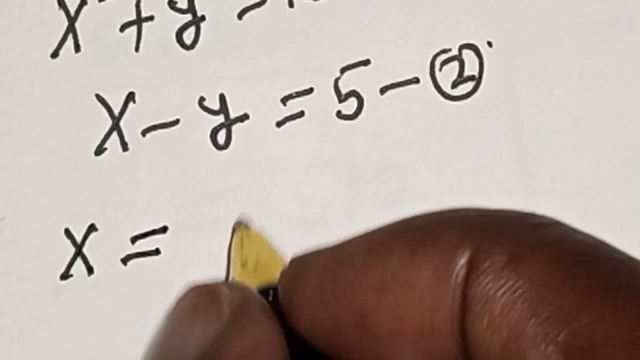 x + y =
x - y = 5 - ②
x =